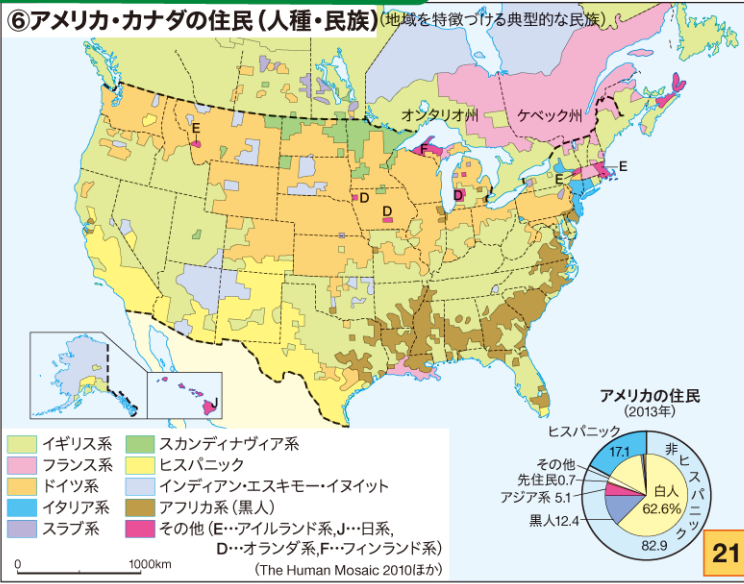 ⑥アメリカ・カナダの住民(人種・民族)(地域を特徴づける典型的な民族)
オンタリオ州
ケベック州
E
F
E
E
D
D
D
J
イギリス系
フランス系
ドイツ系
イタリア系
スラブ系
スカンディナヴィア系
ヒスパニック
インディアン・エスキモー・イヌイット
アフリカ系(黒人)
その他(E…アイルランド系,J…日系,
D…オランダ系,F…フィンランド系)
0 1000km
(The Human Mosaic 2010ほか)
アメリカの住民
(2013年)
ヒスパニック
17.1
非ヒスパニック
82.9
その他
先住民0.7
アジア系 5.1
黒人12.4
白人
62.6%
21